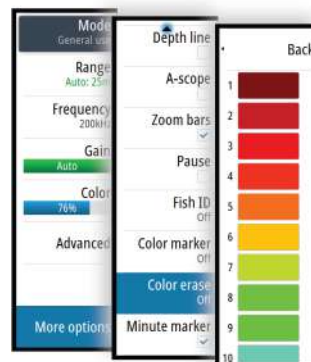 Mode
General use
Range
Auto: 25m
Frequency
200kHz
Gain
Auto
Color
76%
Advanced
More options
Depth line
A-scope
Zoom bars
Pause
Fish ID
Off
Color marker
Off
Color erase
Off
Minute marker
Back
1
2
3
4
5
6
7
8
9
10